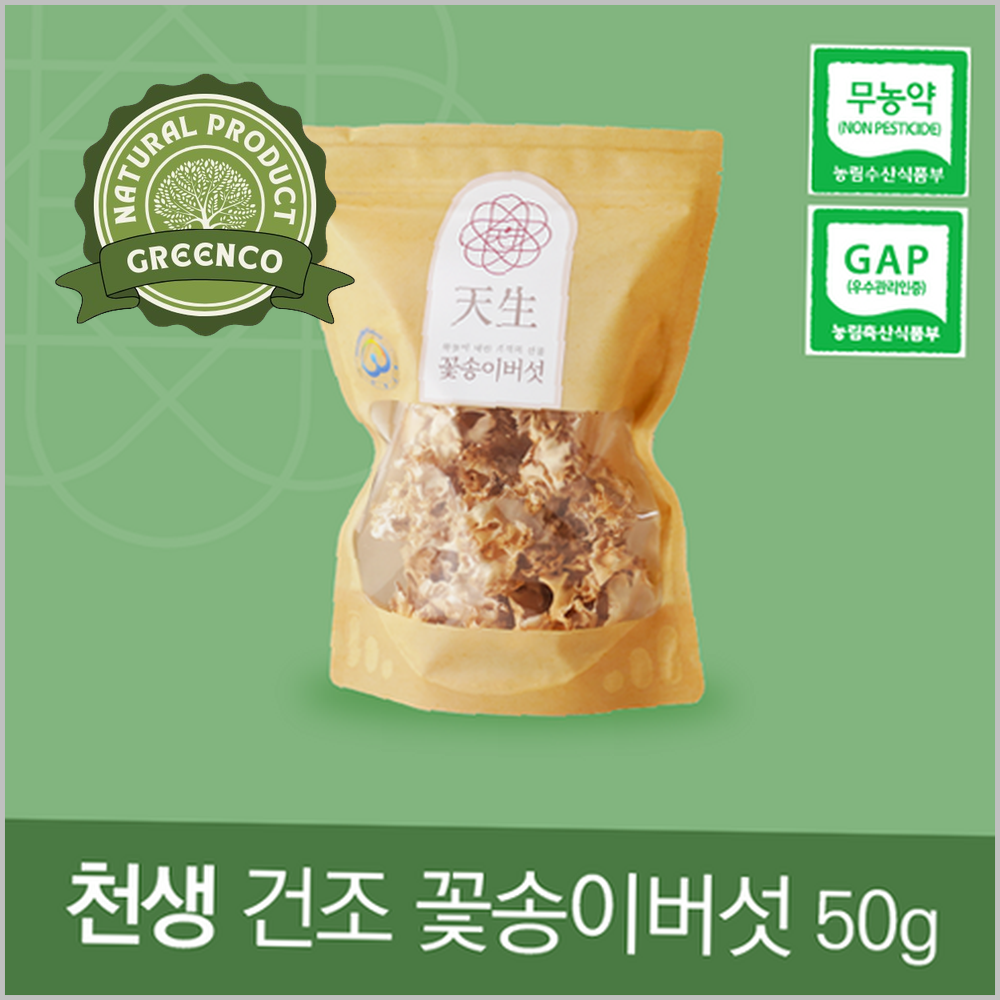 NATURAL PRODUCT
GREENCO
무농약
(NON PESTICIDE)
농림수산식품부
GAP
(우수관리인증)
농림축산식품부
天生
꽃송이버섯
천생 건조 꽃송이버섯 50g